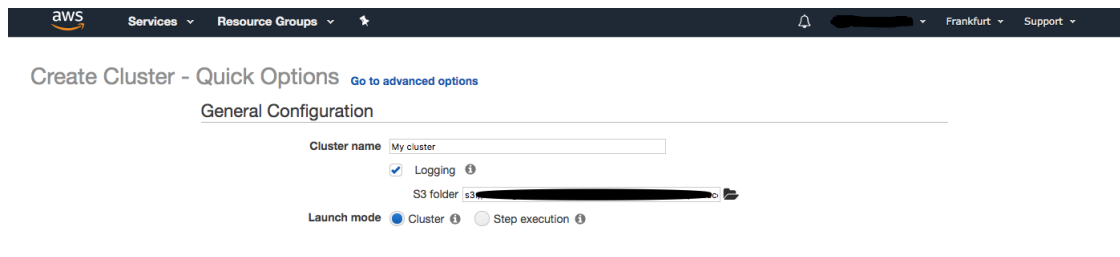 aws Services Resource Groups Frankfurt Support
Create Cluster - Quick Options Go to advanced options
General Configuration
Cluster name My cluster
Logging
S3 folder s3
Launch mode Cluster Step execution